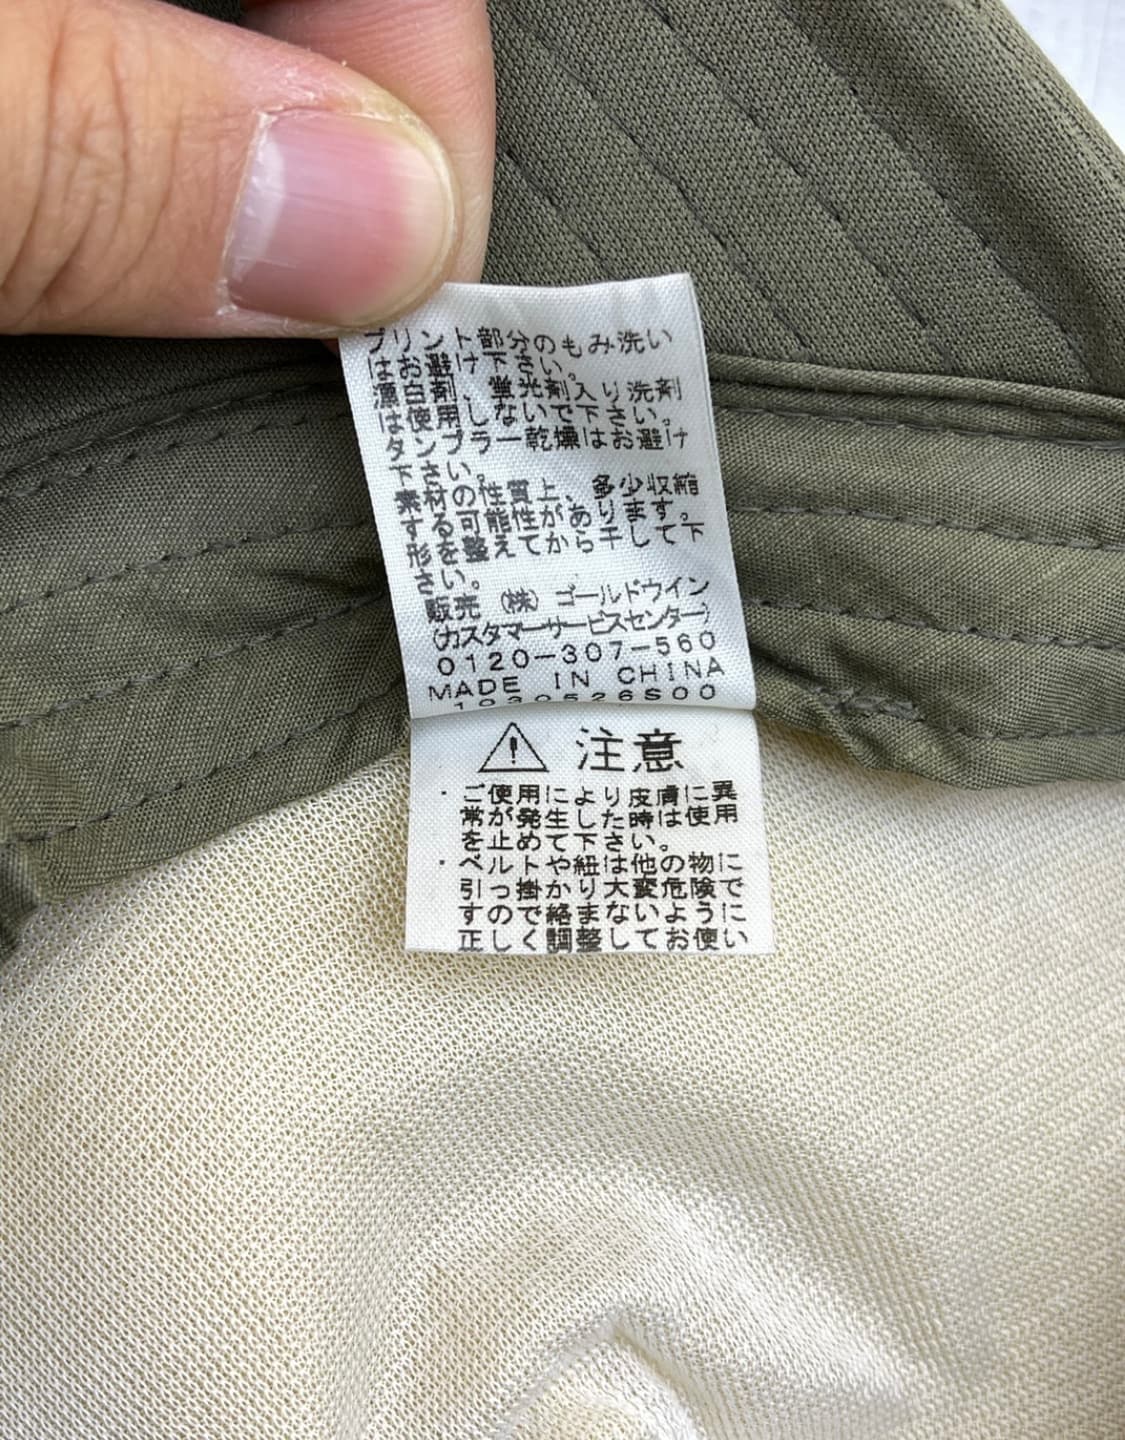 プリント部分のもみ洗い
はお避け下さい。
漂白剤、蛍光剤入り洗剤
は使用しないで下さい。
タンブラー乾燥はお避け
下さい。
素材の性質上、多少収縮
する可能性があります。
形を整えてから干して下
さい。
販売 (株) ゴールドウイン
(カスタマーサービスセンター)
0120-307-560
MADE IN CHINA
1030526S00
注意
・ご使用により皮膚に異
常が発生した時は使用
を止めて下さい。
・ベルトや紐は他の物に
引っ掛かり大変危険で
すので絡まないように
正しく調整してお使い